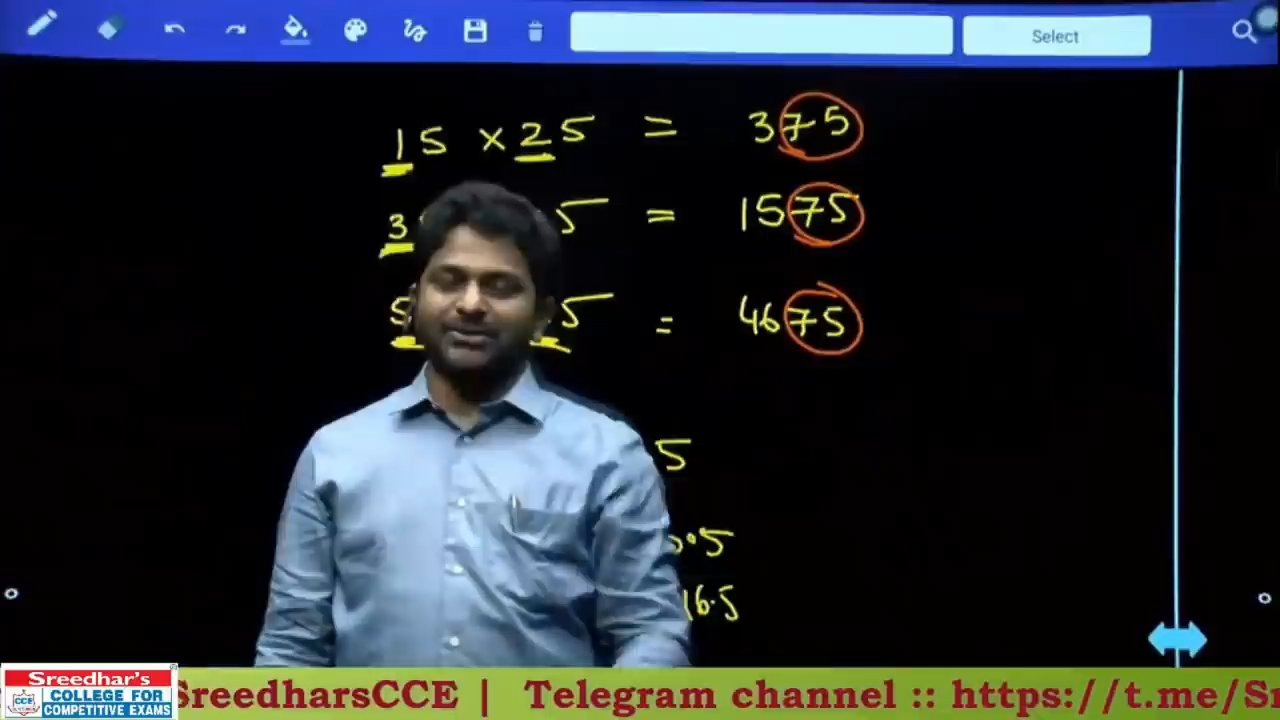 Select
15 × 25 = 375
3 5 = 1575
5 5 = 4675
5
.5
16.5
Sreedhar's
CCE
COLLEGE FOR
COMPETITIVE EXAMS
SreedharsCCE | Telegram channel :: https://t.me/Sr